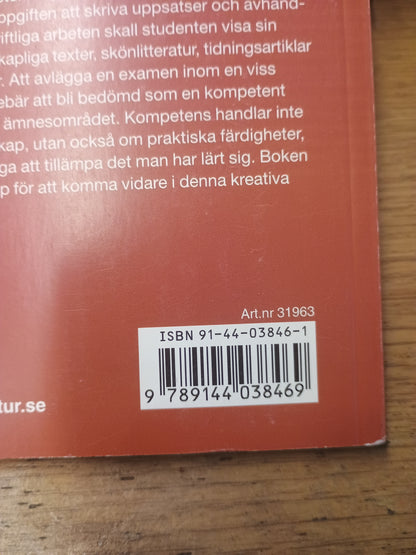 ppgiften att skriva uppsatser och avhand-
riftliga arbeten skall studenten visa sin
kapliga texter, skönlitteratur, tidningsartiklar
r. Att avlägga en examen inom en viss
ebär att bli bedömd som en kompetent
ämnesområdet. Kompetens handlar inte
kap, utan också om praktiska färdigheter,
ga att tillämpa det man har lärt sig. Boken
p för att komma vidare i denna kreativa
Art.nr 31963
ISBN 91-44-03846-1
9 789144 038469
tur.se